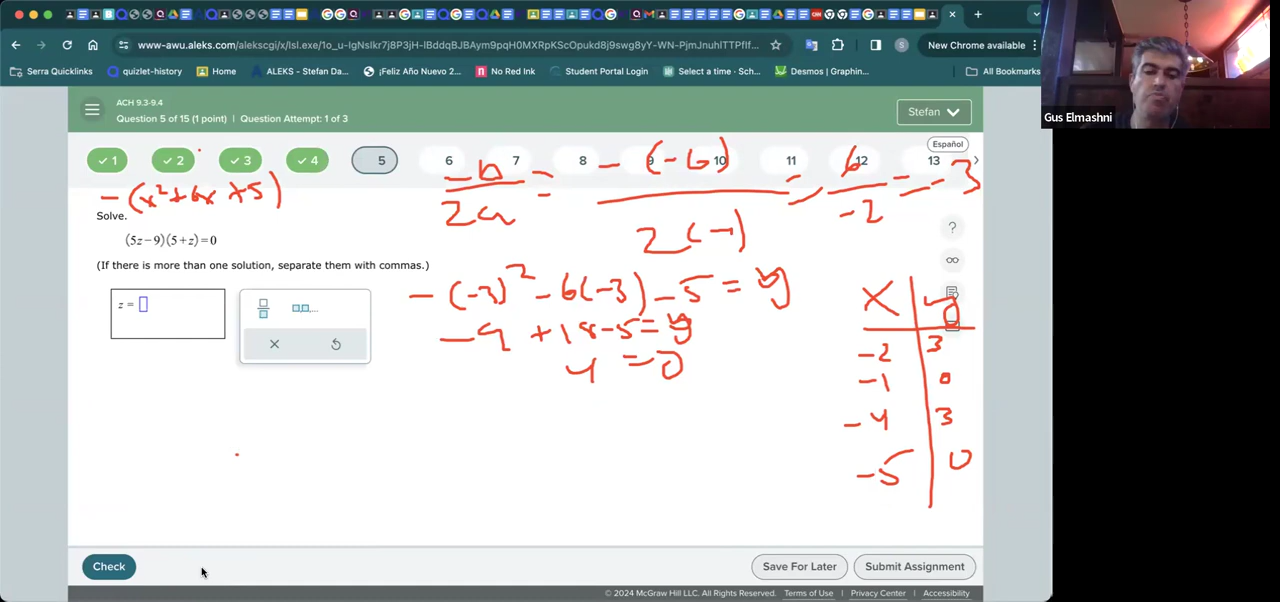 www-awu.aleks.com/alekscgi/x/Isl.exe/1o_u-IgNsIkr7j8P3jH-IBddqBJBAym9pqH0MXRpKScOpukd8j9swg8yY-WN-PjmJnuhITTPfIf...
New Chrome available
Serra Quicklinks
quizlet-history
Home
ALEKS - Stefan Da...
¡Feliz Año Nuevo 2...
No Red Ink
Student Portal Login
Select a time · Sch...
Desmos | Graphin...
All Bookmarks
Gus Elmashni
ACH 9.3-9.4
Question 5 of 15 (1 point) | Question Attempt: 1 of 3
Stefan
Español
1 2 3 4 5 6 7 8 9 10 11 12 13
-b/2a = -(-6)/2(-1) = 6/-2 = -3
-(x²+6x+5)
Solve.
(5z−9)(5+z)=0
(If there is more than one solution, separate them with commas.)
z =
-(-3)² -6(-3) -5 = y
-9 +18-5=y
4 =
x y
-2 3
-1 0
-4 3
-5 0
Check
Save For Later
Submit Assignment
© 2024 McGraw Hill LLC. All Rights Reserved. Terms of Use | Privacy Center | Accessibility